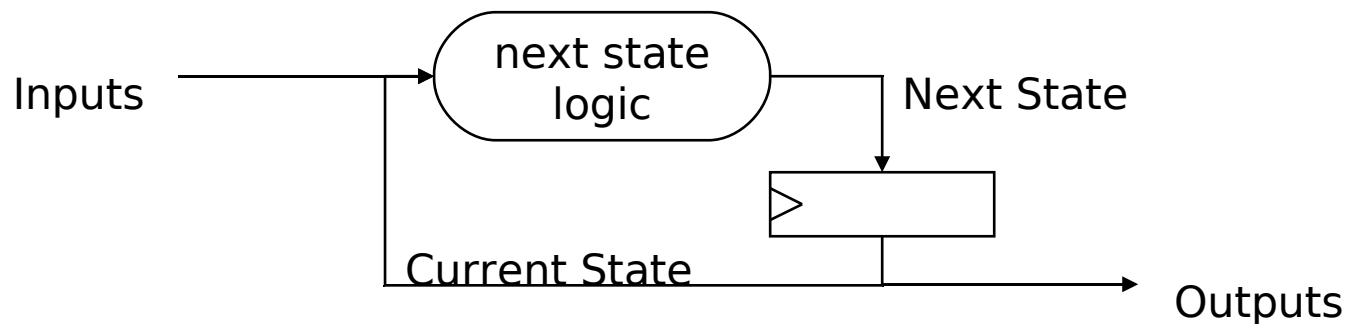 next state
logic
Inputs
Next State
Current State
Outputs